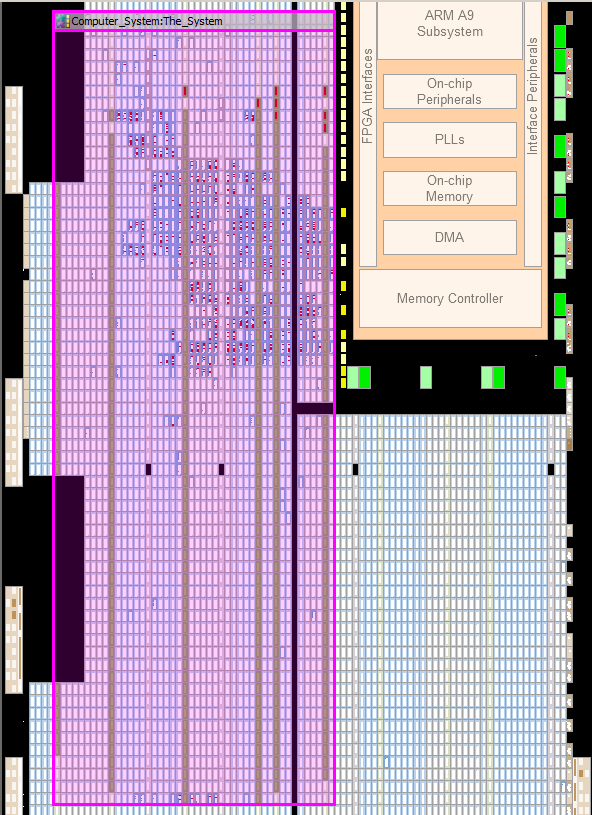 Computer_System:The_System
ARM A9
Subsystem
FPGA Interfaces
Interface Peripherals
On-chip
Peripherals
PLLs
On-chip
Memory
DMA
Memory Controller